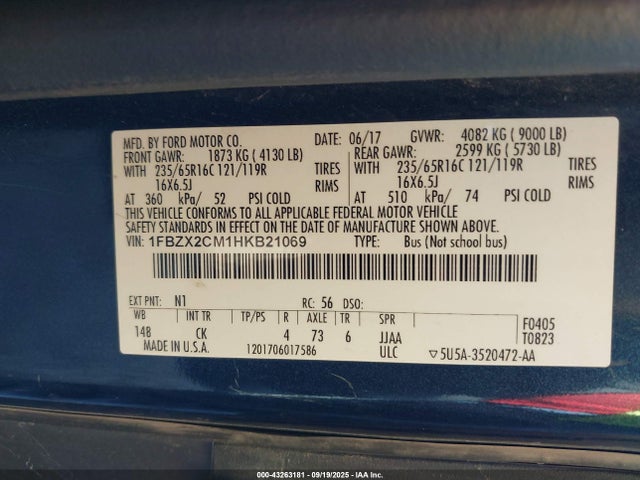 MFD. BY FORD MOTOR CO. DATE: 06/17 GVWR: 4082 KG ( 9000 LB)
FRONT GAWR: 1873 KG ( 4130 LB) REAR GAWR: 2599 KG ( 5730 LB)
WITH 235/65R16C 121/119R TIRES WITH 235/65R16C 121/119R TIRES
16X6.5J RIMS 16X6.5J RIMS
AT 360 kPa/ 52 PSI COLD AT 510 kPa/ 74 PSI COLD
THIS VEHICLE CONFORMS TO ALL APPLICABLE FEDERAL MOTOR VEHICLE
SAFETY STANDARDS IN EFFECT ON THE DATE OF MANUFACTURE SHOWN ABOVE.
VIN: 1FBZX2CM1HKB21069 TYPE: Bus (Not school bus)
EXT PNT: N1 RC: 56 DSO:
WB INT TR TP/PS R AXLE TR SPR F0405
148 CK 4 73 6 JJAA T0823
MADE IN U.S.A. 1201706017586 ULC ▽5U5A-3520472-AA
000-43263181 - 09/19/2025 - IAA Inc.